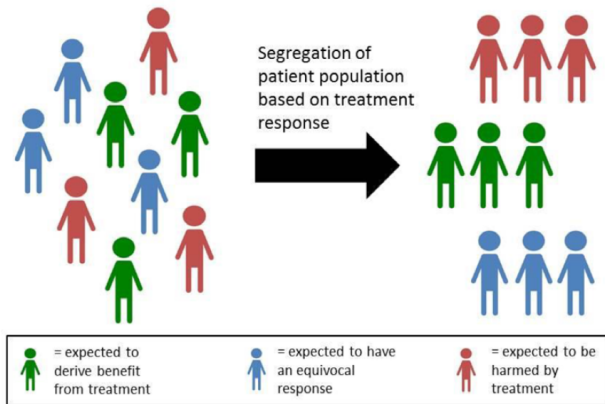 Segregation of
patient population
based on treatment
response
= expected to
derive benefit
from treatment
= expected to have
an equivocal
response
= expected to be
harmed by
treatment